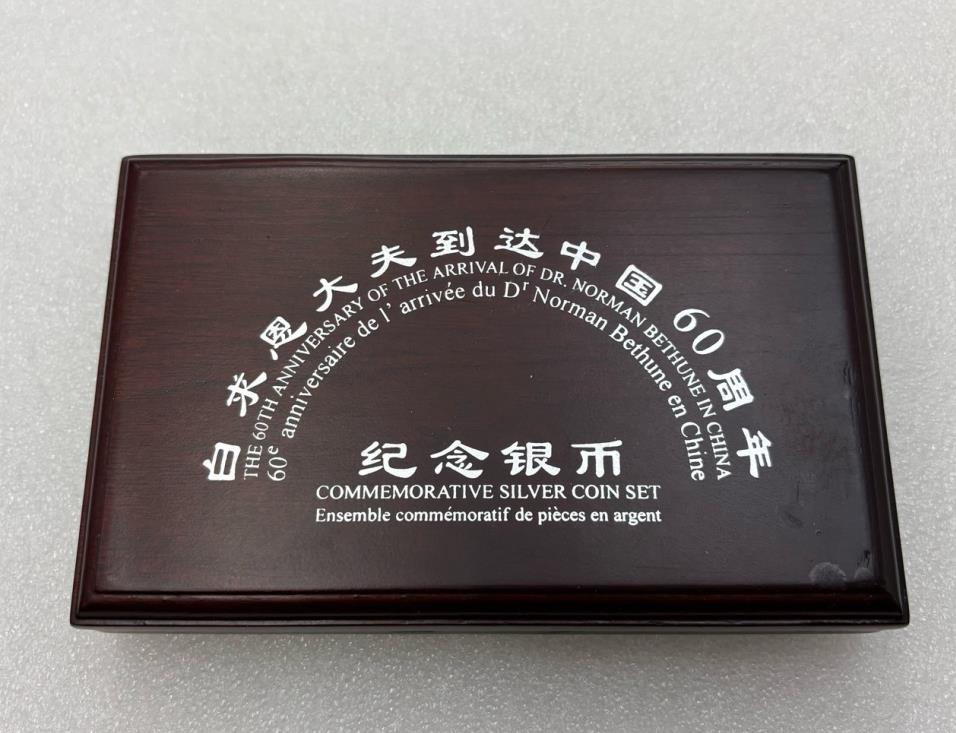 白求恩大夫到达中国60周年
THE 60TH ANNIVERSARY OF THE ARRIVAL OF DR. NORMAN BETHUNE IN CHINA
60e anniversaire de l' arrivée du Dr Norman Bethune en Chine
纪念银币
COMMEMORATIVE SILVER COIN SET
Ensemble commémoratif de pièces en argent